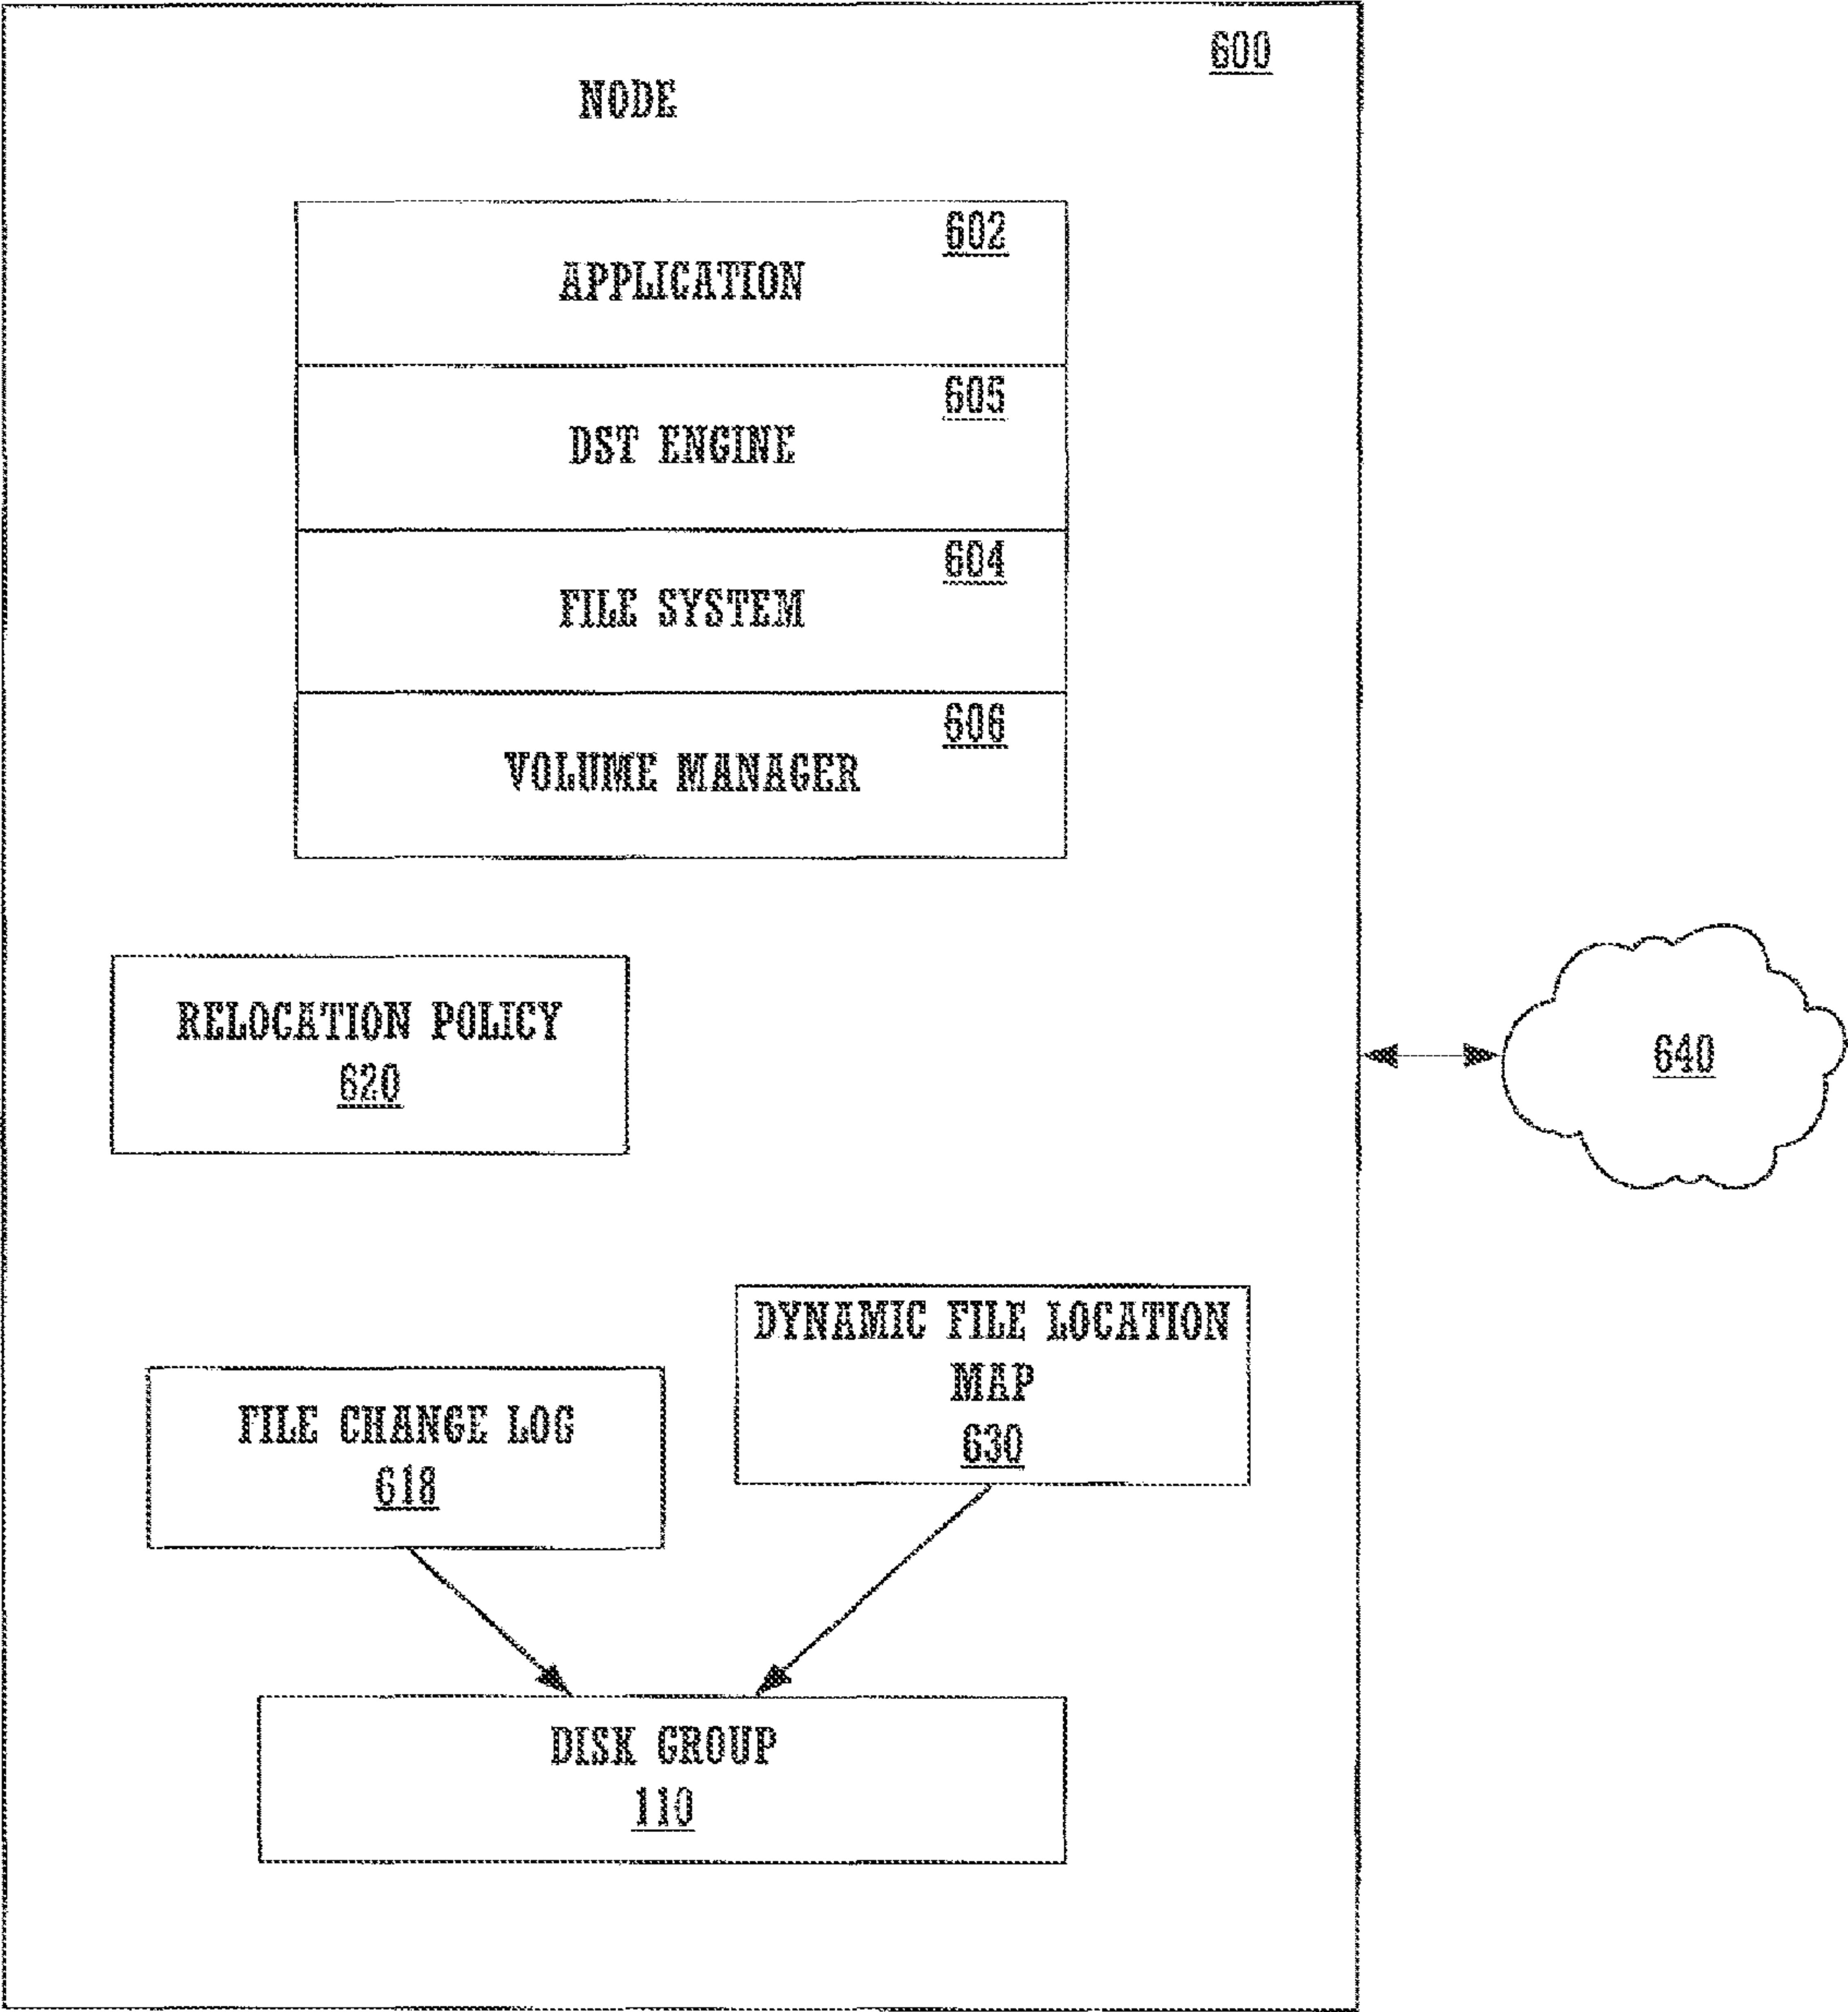 600
NODE
602
APPLICATION
605
DST ENGINE
604
FILE SYSTEM
606
VOLUME MANAGER
RELOCATION POLICY
620
640
DYNAMIC FILE LOCATION
MAP
630
FILE CHANGE LOG
618
DISK GROUP
110